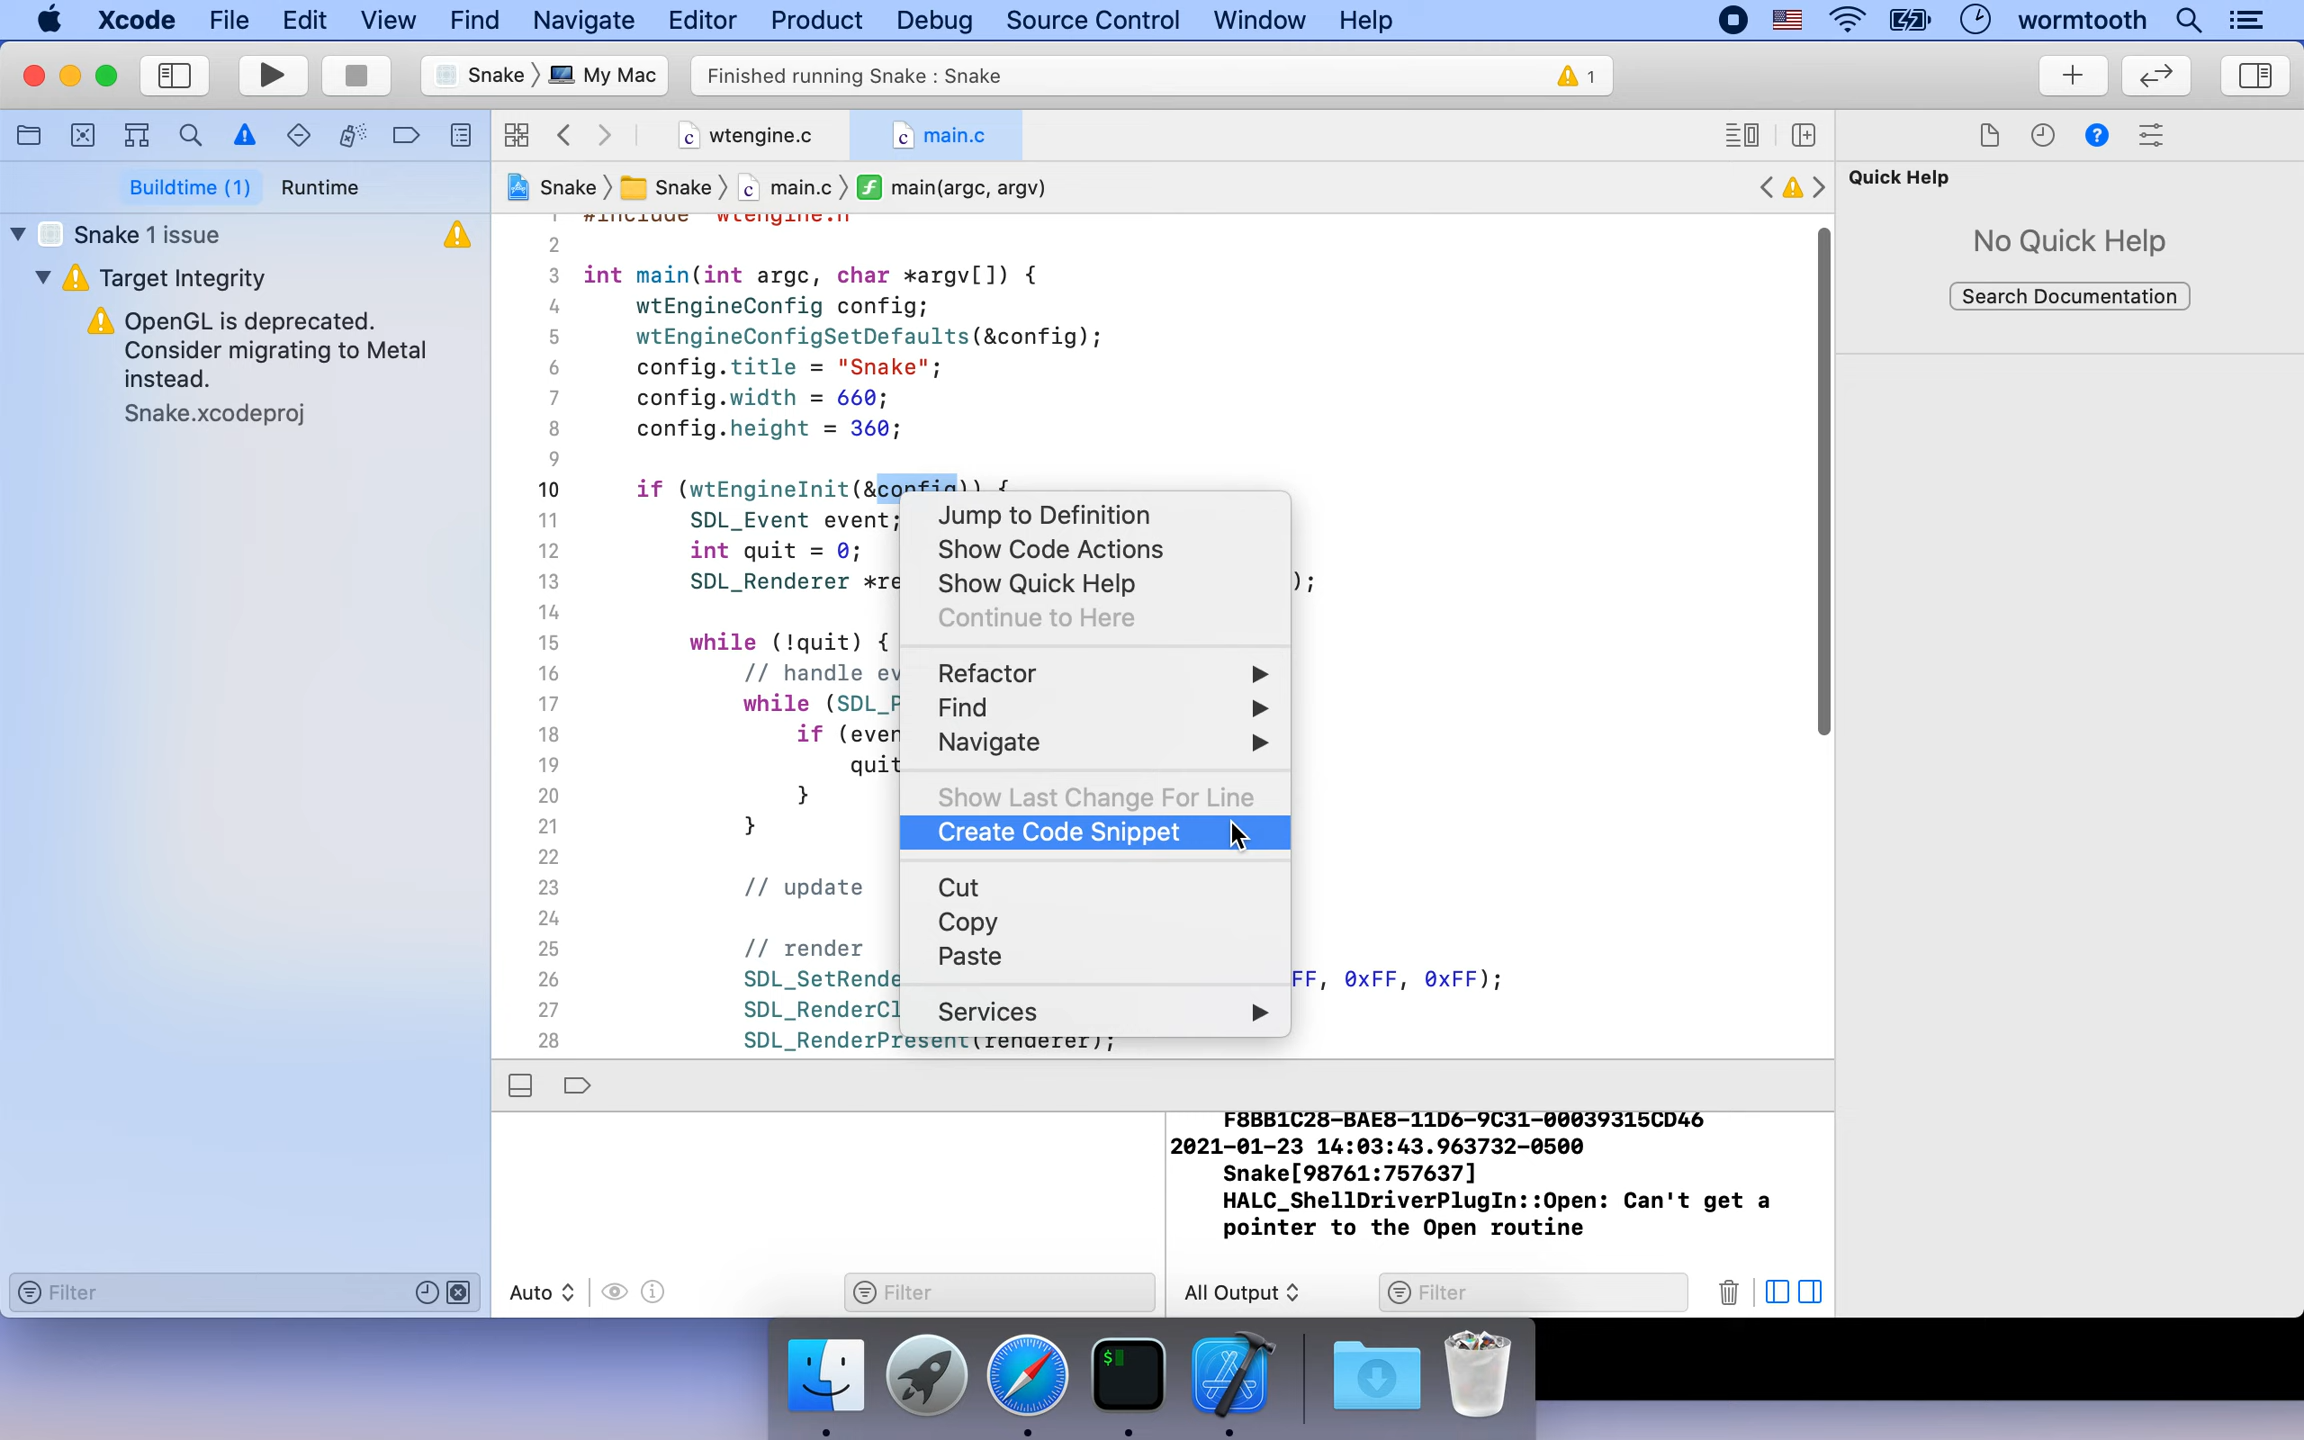 Xcode File Edit View Find Navigate Editor Product Debug Source Control Window Help wormtooth
Snake My Mac Finished running Snake : Snake 1
wtengine.c main.c
Buildtime (1) Runtime
Snake Snake main.c main(argc, argv)
Quick Help
No Quick Help
Search Documentation
Snake 1 issue
Target Integrity
OpenGL is deprecated.
Consider migrating to Metal
instead.
Snake.xcodeproj
1 #include "wtengine.h"
2
3 int main(int argc, char *argv[]) {
4 wtEngineConfig config;
5 wtEngineConfigSetDefaults(&config);
6 config.title = "Snake";
7 config.width = 660;
8 config.height = 360;
9
10 if (wtEngineInit(&config)) {
11 SDL_Event event;
12 int quit = 0;
13 SDL_Renderer *re );
14
15 while (!quit) {
16 // handle ev
17 while (SDL_P
18 if (even
19 quit
20 }
21 }
22
23 // update
24
25 // render
26 SDL_SetRende FF, 0xFF, 0xFF);
27 SDL_RenderCl
28 SDL_RenderPresent(renderer);
Jump to Definition
Show Code Actions
Show Quick Help
Continue to Here
Refactor
Find
Navigate
Show Last Change For Line
Create Code Snippet
Cut
Copy
Paste
Services
F8BB1C28-BAE8-11D6-9C31-00039315CD46
2021-01-23 14:03:43.963732-0500
Snake[98761:757637]
HALC_ShellDriverPlugIn::Open: Can't get a
pointer to the Open routine
Filter
Auto Filter
All Output Filter
$